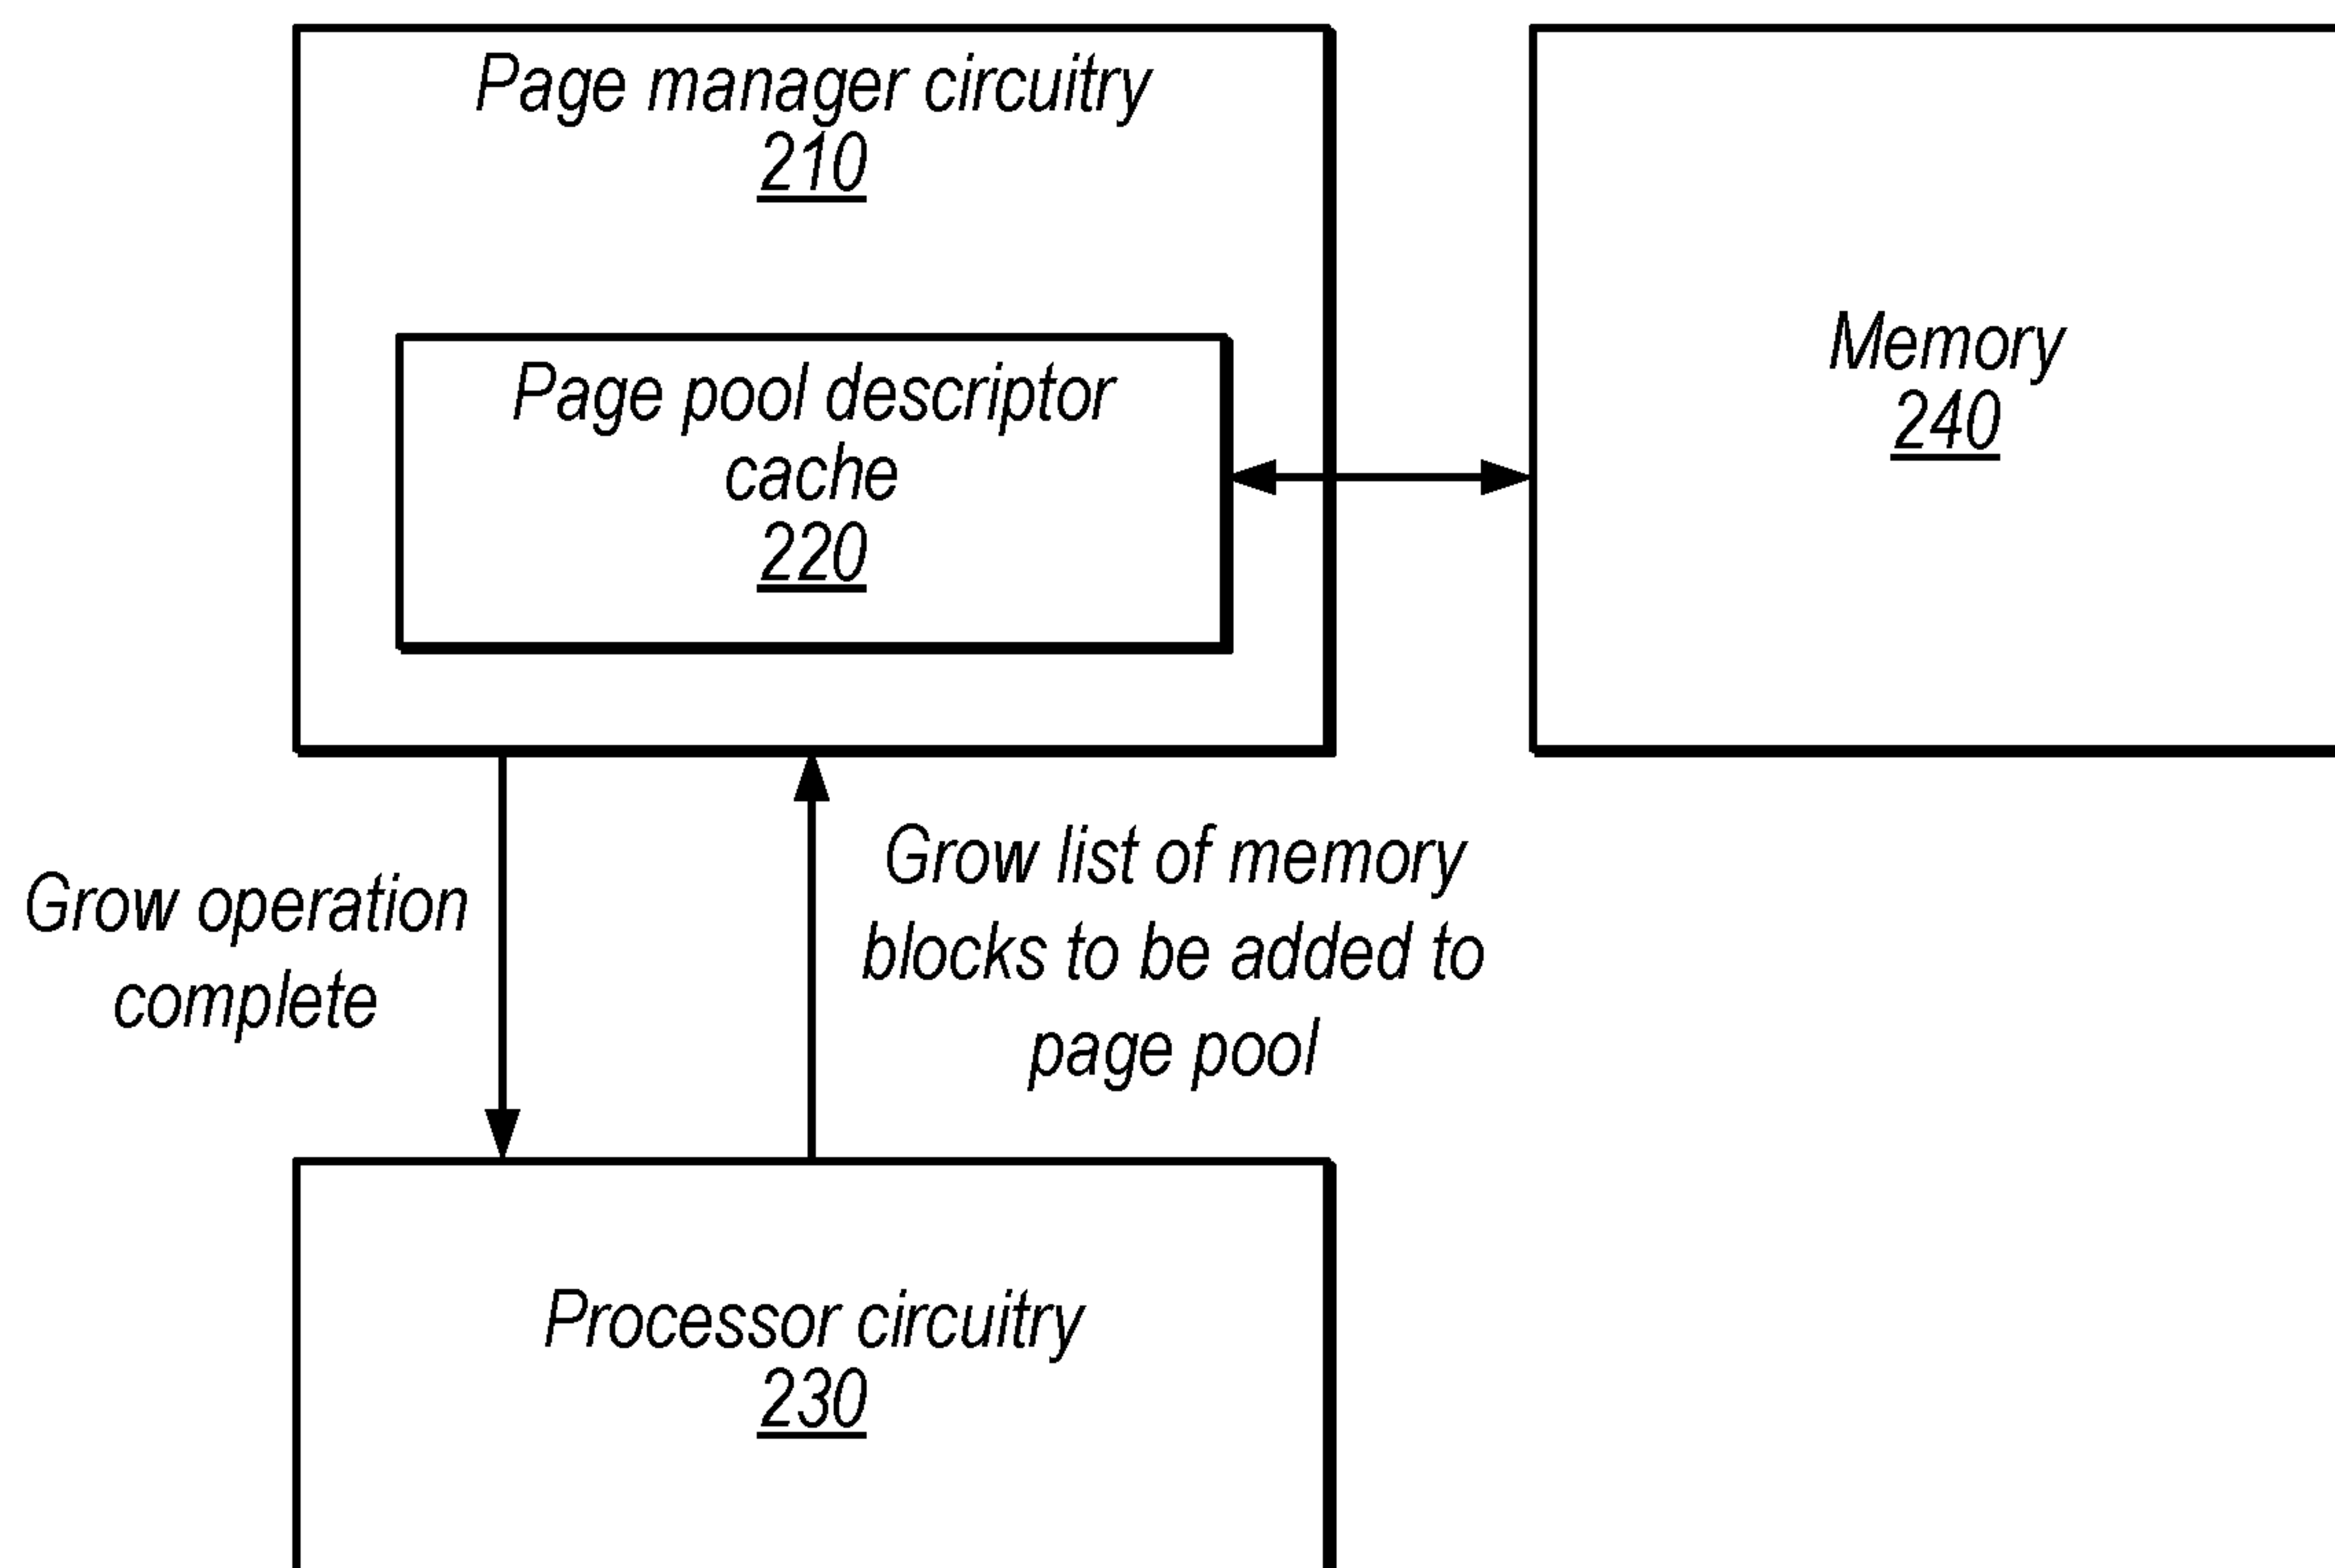 Page manager circuitry
210
Page pool descriptor
cache
220
Memory
240
Grow operation
complete
Grow list of memory
blocks to be added to
page pool
Processor circuitry
230